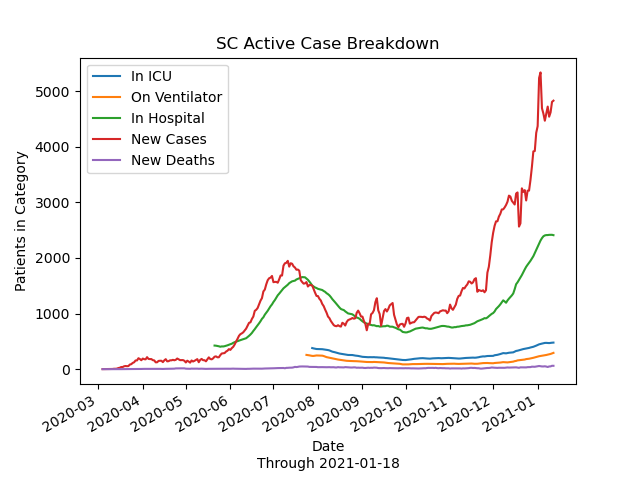 SC Active Case Breakdown
In ICU
On Ventilator
In Hospital
New Cases
New Deaths
Patients in Category
5000
4000
3000
2000
1000
0
2020-03
2020-04
2020-05
2020-06
2020-07
2020-08
2020-09
2020-10
2020-11
2020-12
2021-01
Date
Through 2021-01-18